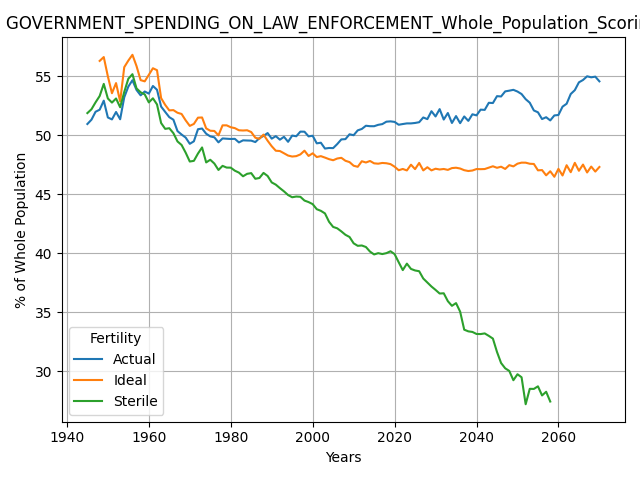 GOVERNMENT_SPENDING_ON_LAW_ENFORCEMENT_Whole_Population_Scori
% of Whole Population
55
50
45
40
35
30
Fertility
Actual
Ideal
Sterile
1940 1960 1980 2000 2020 2040 2060
Years